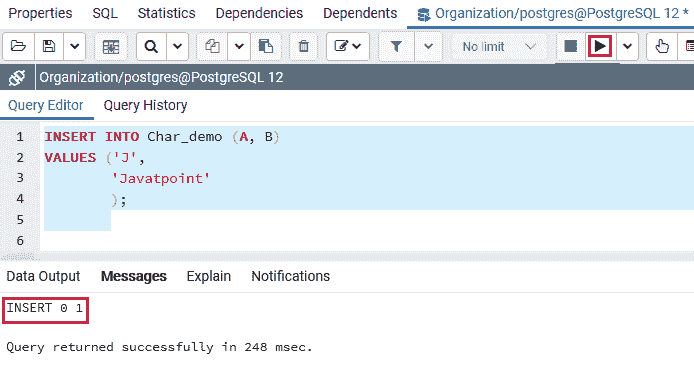 Properties SQL Statistics Dependencies Dependents Organization/postgres@PostgreSQL 12 *
No limit
Organization/postgres@PostgreSQL 12
Query Editor Query History
1 INSERT INTO Char_demo (A, B)
2 VALUES ('J',
3 'Javatpoint'
4 );
5
6
Data Output Messages Explain Notifications
INSERT 0 1
Query returned successfully in 248 msec.